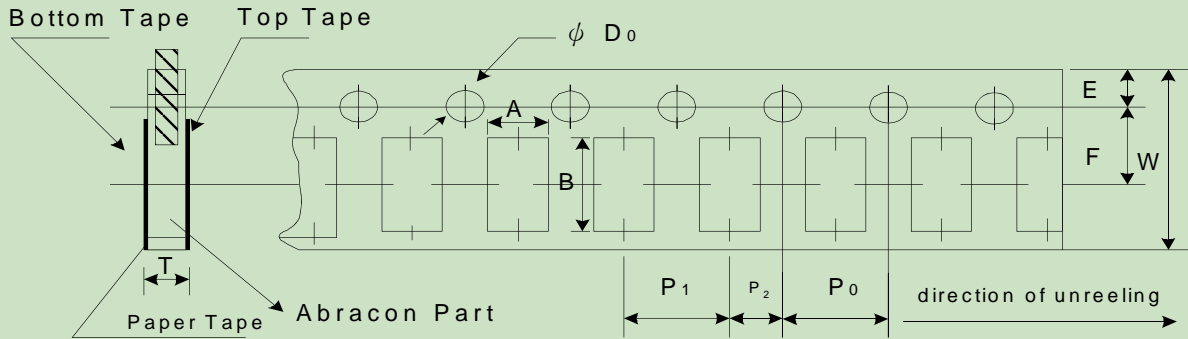 Bottom Tape
Top Tape
ϕ D₀
A
E
B
F
W
T
P₁
P₂
P₀
direction of unreeling
Abracon Part
Paper Tape